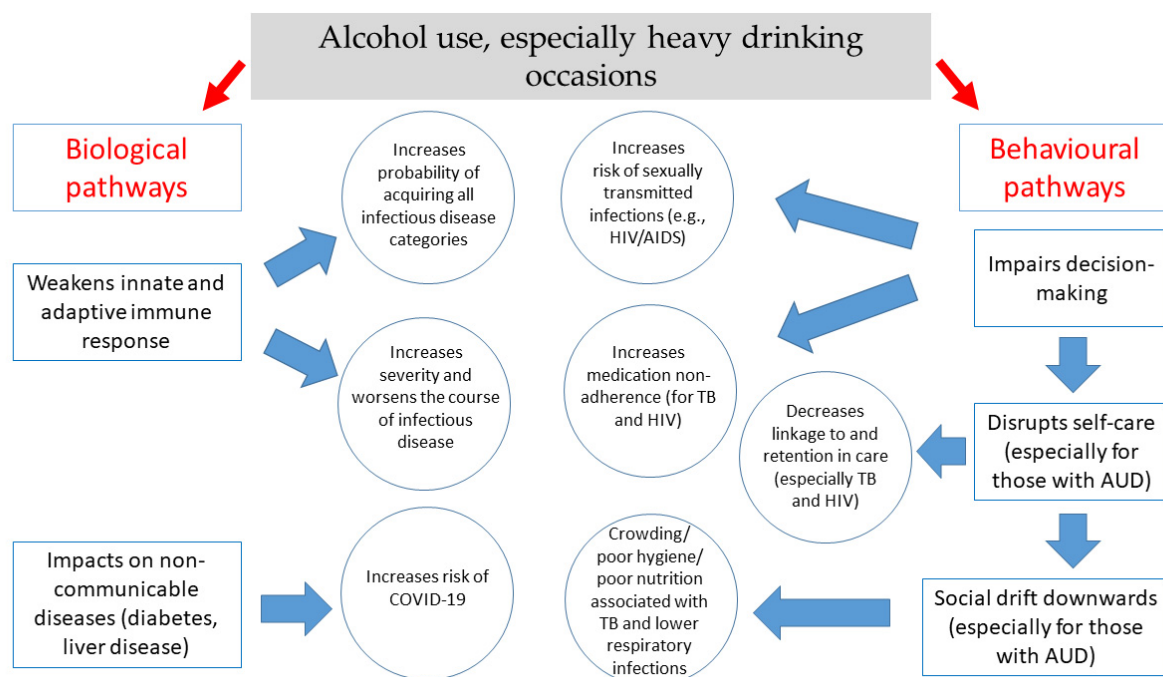 Alcohol use, especially heavy drinking
occasions
Biological
pathways
Weakens innate and
adaptive immune
response
Impacts on non-
communicable
diseases (diabetes,
liver disease)
Increases
probability of
acquiring all
infectious disease
categories
Increases
severity and
worsens the course
of infectious
disease
Increases risk of
COVID-19
Increases
risk of sexually
transmitted
infections (e.g.,
HIV/AIDS)
Increases
medication non-
adherence (for TB
and HIV)
Decreases
linkage to and
retention in care
(especially TB
and HIV)
Crowding/
poor hygiene/
poor nutrition
associated with
TB and lower
respiratory
infections
Behavioural
pathways
Impairs decision-
making
Disrupts self-care
(especially for
those with AUD)
Social drift downwards
(especially for those
with AUD)